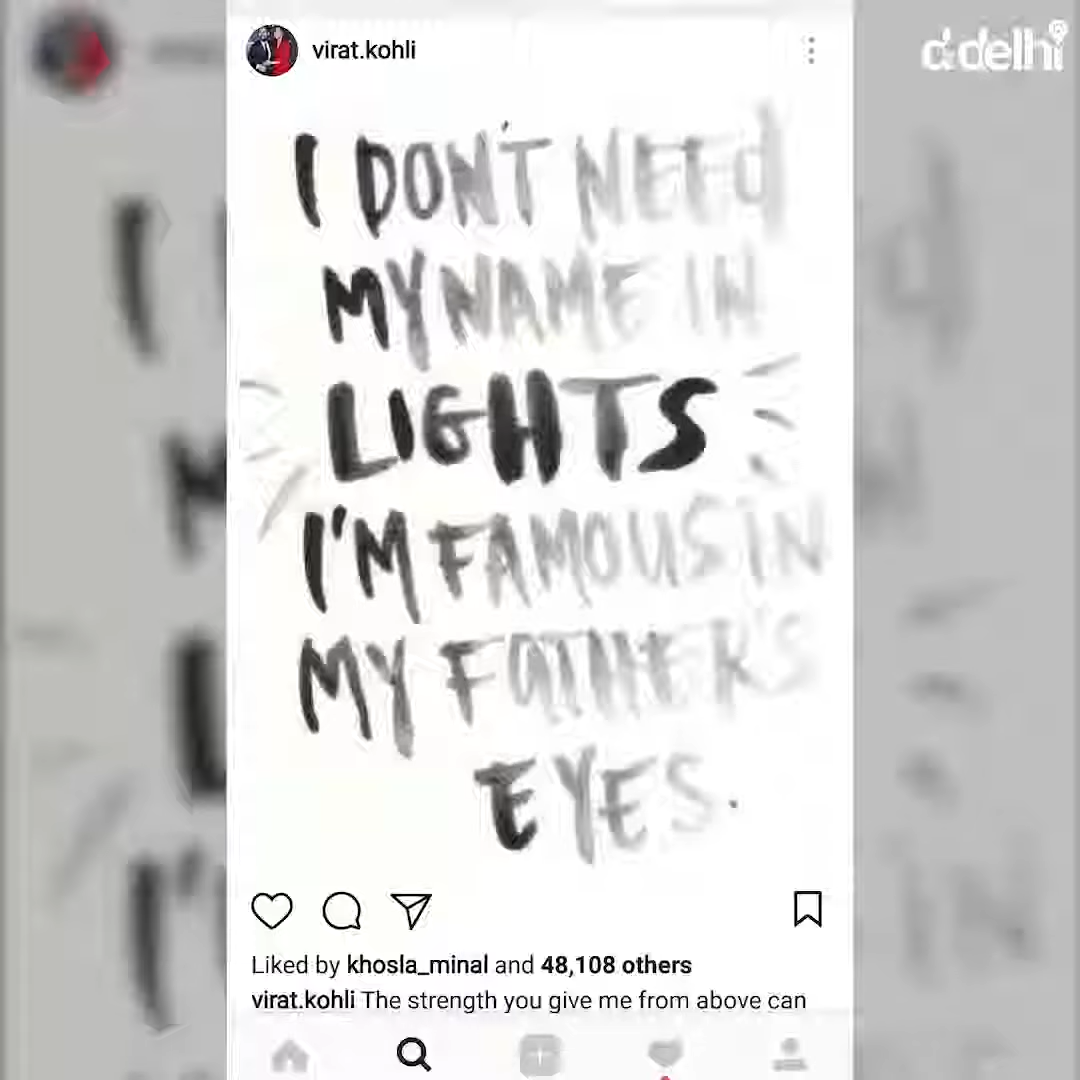 virat.kohli
d delhi
I DON'T NEED
MY NAME IN
LIGHTS
I'M FAMOUS IN
MY FATHER'S
EYES.
Liked by khosla_minal and 48,108 others
virat.kohli The strength you give me from above can